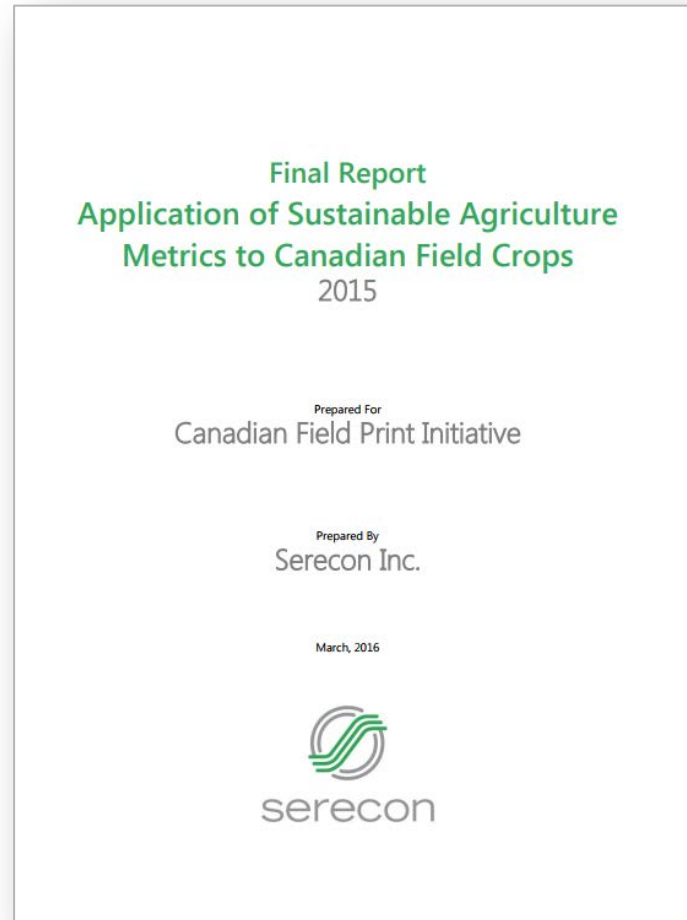 Final Report
Application of Sustainable Agriculture
Metrics to Canadian Field Crops
2015
Prepared For
Canadian Field Print Initiative
Prepared By
Serecon Inc.
March, 2016
serecon